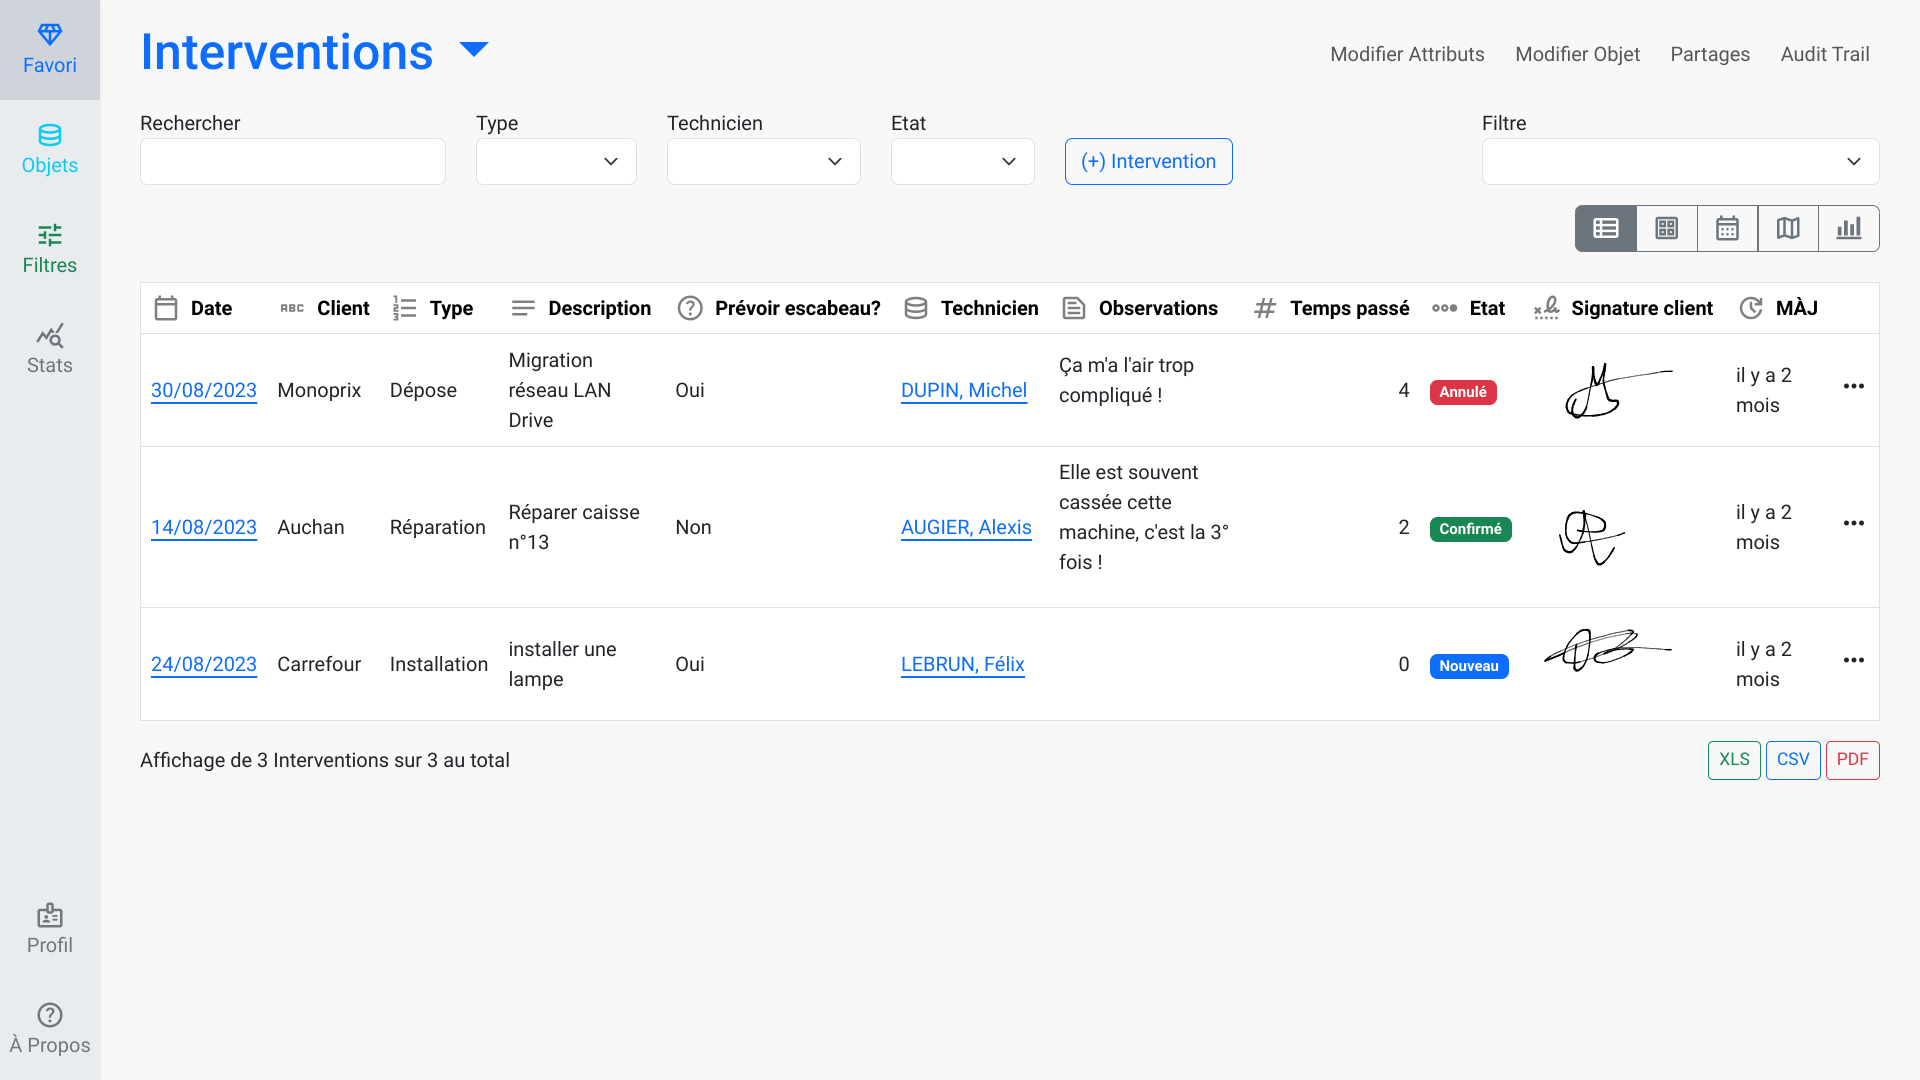 Favori
Objets
Filtres
Stats
Profil
À Propos
Interventions
Modifier Attributs Modifier Objet Partages Audit Trail
Rechercher Type Technicien Etat Filtre
(+) Intervention
Date ABC Client 123 Type Description Prévoir escabeau? Technicien Observations # Temps passé Etat Signature client MÀJ
30/08/2023 Monoprix Dépose Migration réseau LAN Drive Oui DUPIN, Michel Ça m'a l'air trop compliqué ! 4 Annulé il y a 2 mois
14/08/2023 Auchan Réparation Réparer caisse n°13 Non AUGIER, Alexis Elle est souvent cassée cette machine, c'est la 3° fois ! 2 Confirmé il y a 2 mois
24/08/2023 Carrefour Installation installer une lampe Oui LEBRUN, Félix 0 Nouveau il y a 2 mois
Affichage de 3 Interventions sur 3 au total
XLS CSV PDF